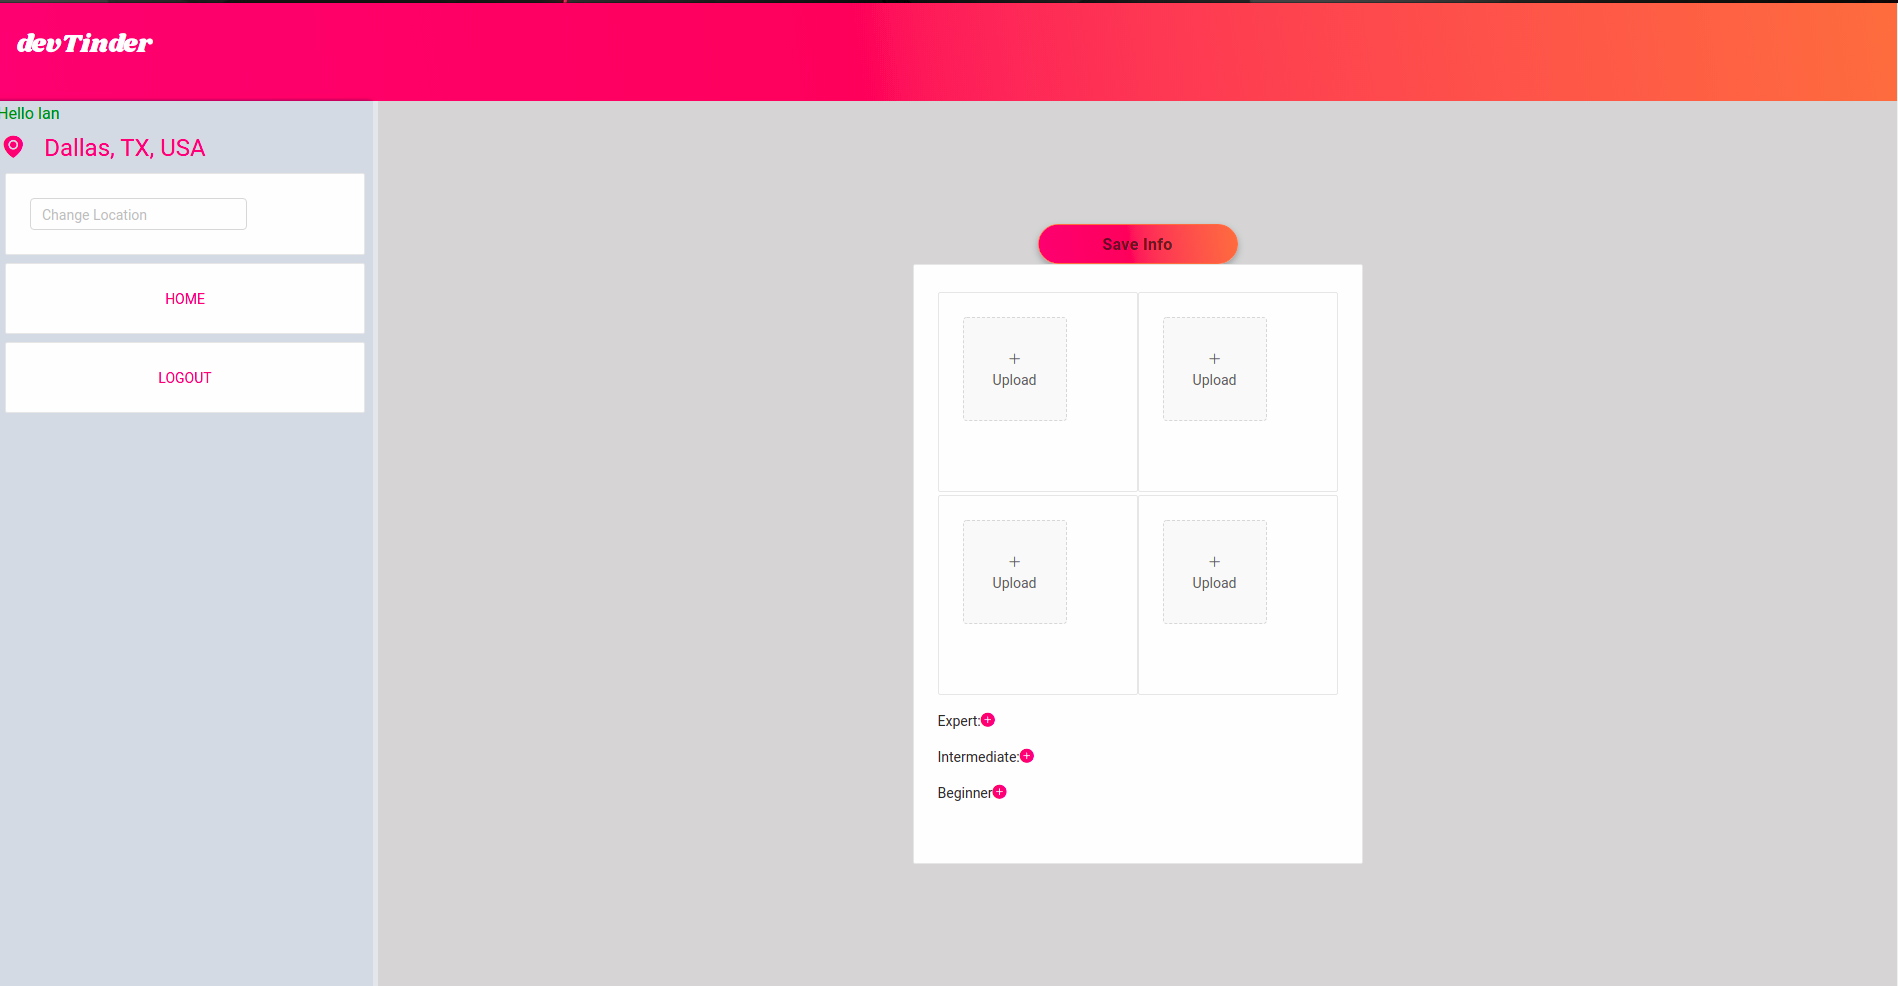 devTinder
Hello Ian
Dallas, TX, USA
Change Location
HOME
LOGOUT
Save Info
Upload
Upload
Upload
Upload
Expert:
Intermediate:
Beginner